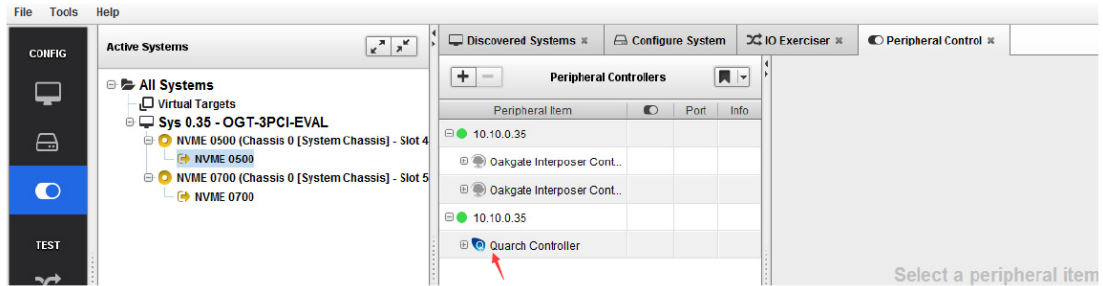 File Tools Help
CONFIG
TEST
Active Systems
All Systems
Virtual Targets
Sys 0.35 - OGT-3PCI-EVAL
NVME 0500 (Chassis 0 [System Chassis] - Slot 4
NVME 0500
NVME 0700 (Chassis 0 [System Chassis] - Slot 5
NVME 0700
Discovered Systems Configure System IO Exerciser Peripheral Control
Peripheral Controllers
Peripheral Item Port Info
10.10.0.35
Oakgate Interposer Cont...
Oakgate Interposer Cont...
10.10.0.35
Quarch Controller
Select a peripheral item